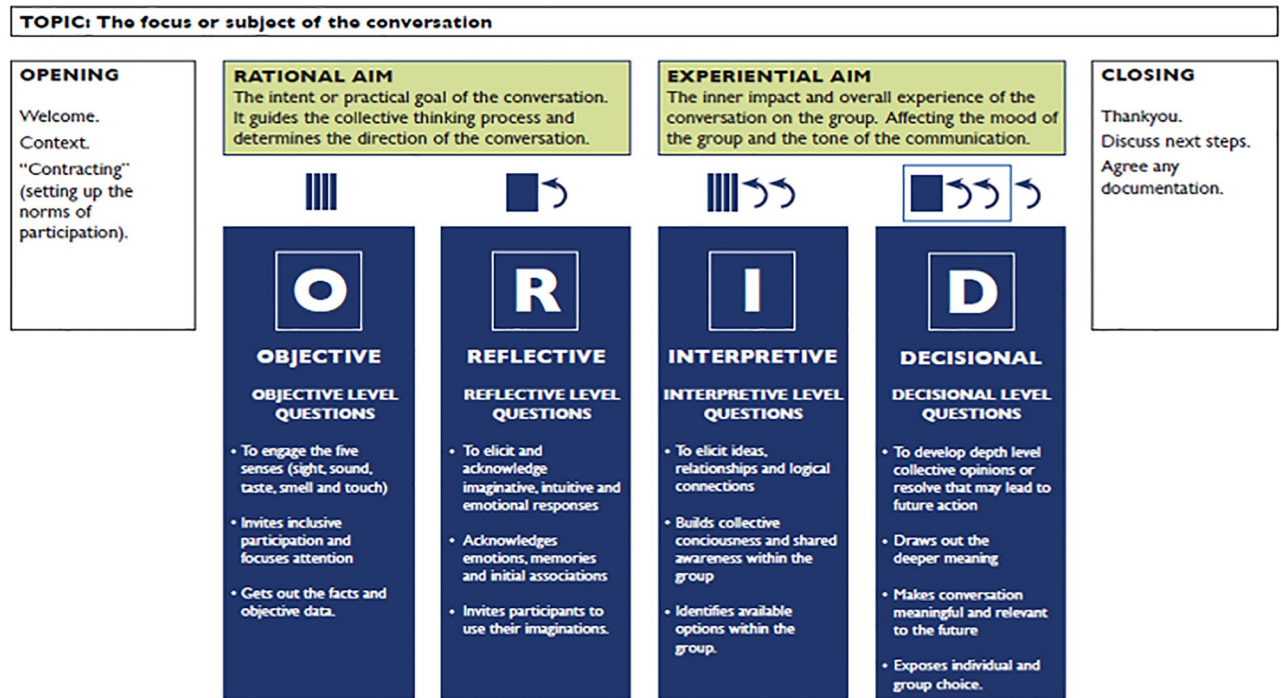 TOPIC: The focus or subject of the conversation
OPENING
Welcome.
Context.
“Contracting”
(setting up the
norms of
participation).
RATIONAL AIM
The intent or practical goal of the conversation.
It guides the collective thinking process and
determines the direction of the conversation.
EXPERIENTIAL AIM
The inner impact and overall experience of the
conversation on the group. Affecting the mood of
the group and the tone of the communication.
CLOSING
Thankyou.
Discuss next steps.
Agree any
documentation.
O
OBJECTIVE
OBJECTIVE LEVEL
QUESTIONS
• To engage the five
senses (sight, sound,
taste, smell and touch)
• Invites inclusive
participation and
focuses attention
• Gets out the facts and
objective data.
R
REFLECTIVE
REFLECTIVE LEVEL
QUESTIONS
• To elicit and
acknowledge
imaginative, intuitive and
emotional responses
• Acknowledges
emotions, memories
and initial associations
• Invites participants to
use their imaginations.
I
INTERPRETIVE
INTERPRETIVE LEVEL
QUESTIONS
• To elicit ideas,
relationships and logical
connections
• Builds collective
conciousness and shared
awareness within the
group
• Identifies available
options within the
group.
D
DECISIONAL
DECISIONAL LEVEL
QUESTIONS
• To develop depth level
collective opinions or
resolve that may lead to
future action
• Draws out the
deeper meaning
• Makes conversation
meaningful and relevant
to the future
• Exposes individual and
group choice.